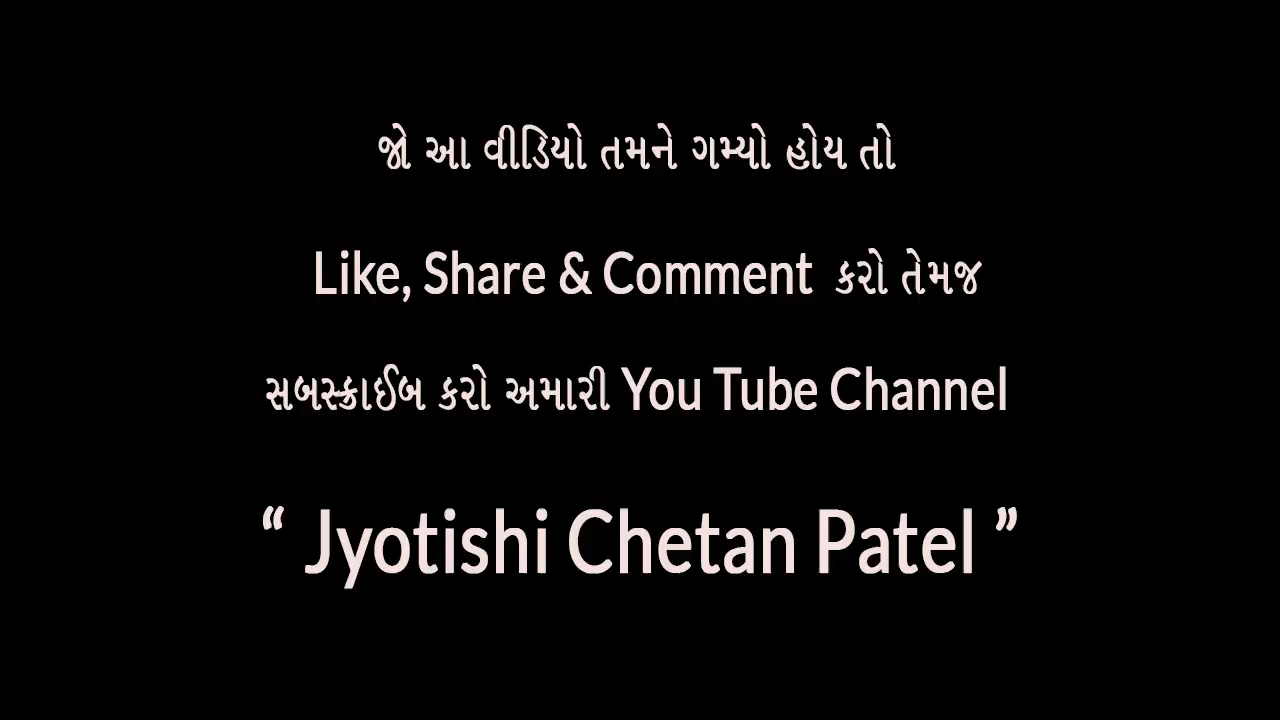 જો આ વીડિયો તમને ગમ્યો હોય તો
Like, Share & Comment કરો તેમજ
સબસ્ક્રાઈબ કરો અમારી You Tube Channel
“ Jyotishi Chetan Patel ”